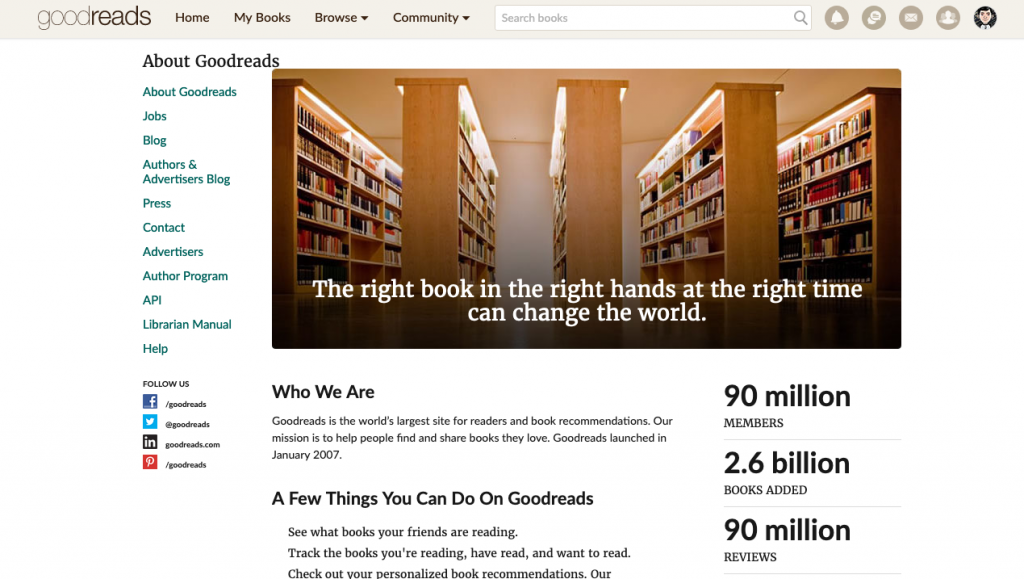 goodreads
Home
My Books
Browse
Community
Search books
About Goodreads
About Goodreads
Jobs
Blog
Authors &
Advertisers Blog
Press
Contact
Advertisers
Author Program
API
Librarian Manual
Help
FOLLOW US
/goodreads
@goodreads
goodreads.com
/goodreads
The right book in the right hands at the right time
can change the world.
Who We Are
Goodreads is the world’s largest site for readers and book recommendations. Our
mission is to help people find and share books they love. Goodreads launched in
January 2007.
A Few Things You Can Do On Goodreads
See what books your friends are reading.
Track the books you're reading, have read, and want to read.
Check out your personalized book recommendations. Our
90 million
MEMBERS
2.6 billion
BOOKS ADDED
90 million
REVIEWS